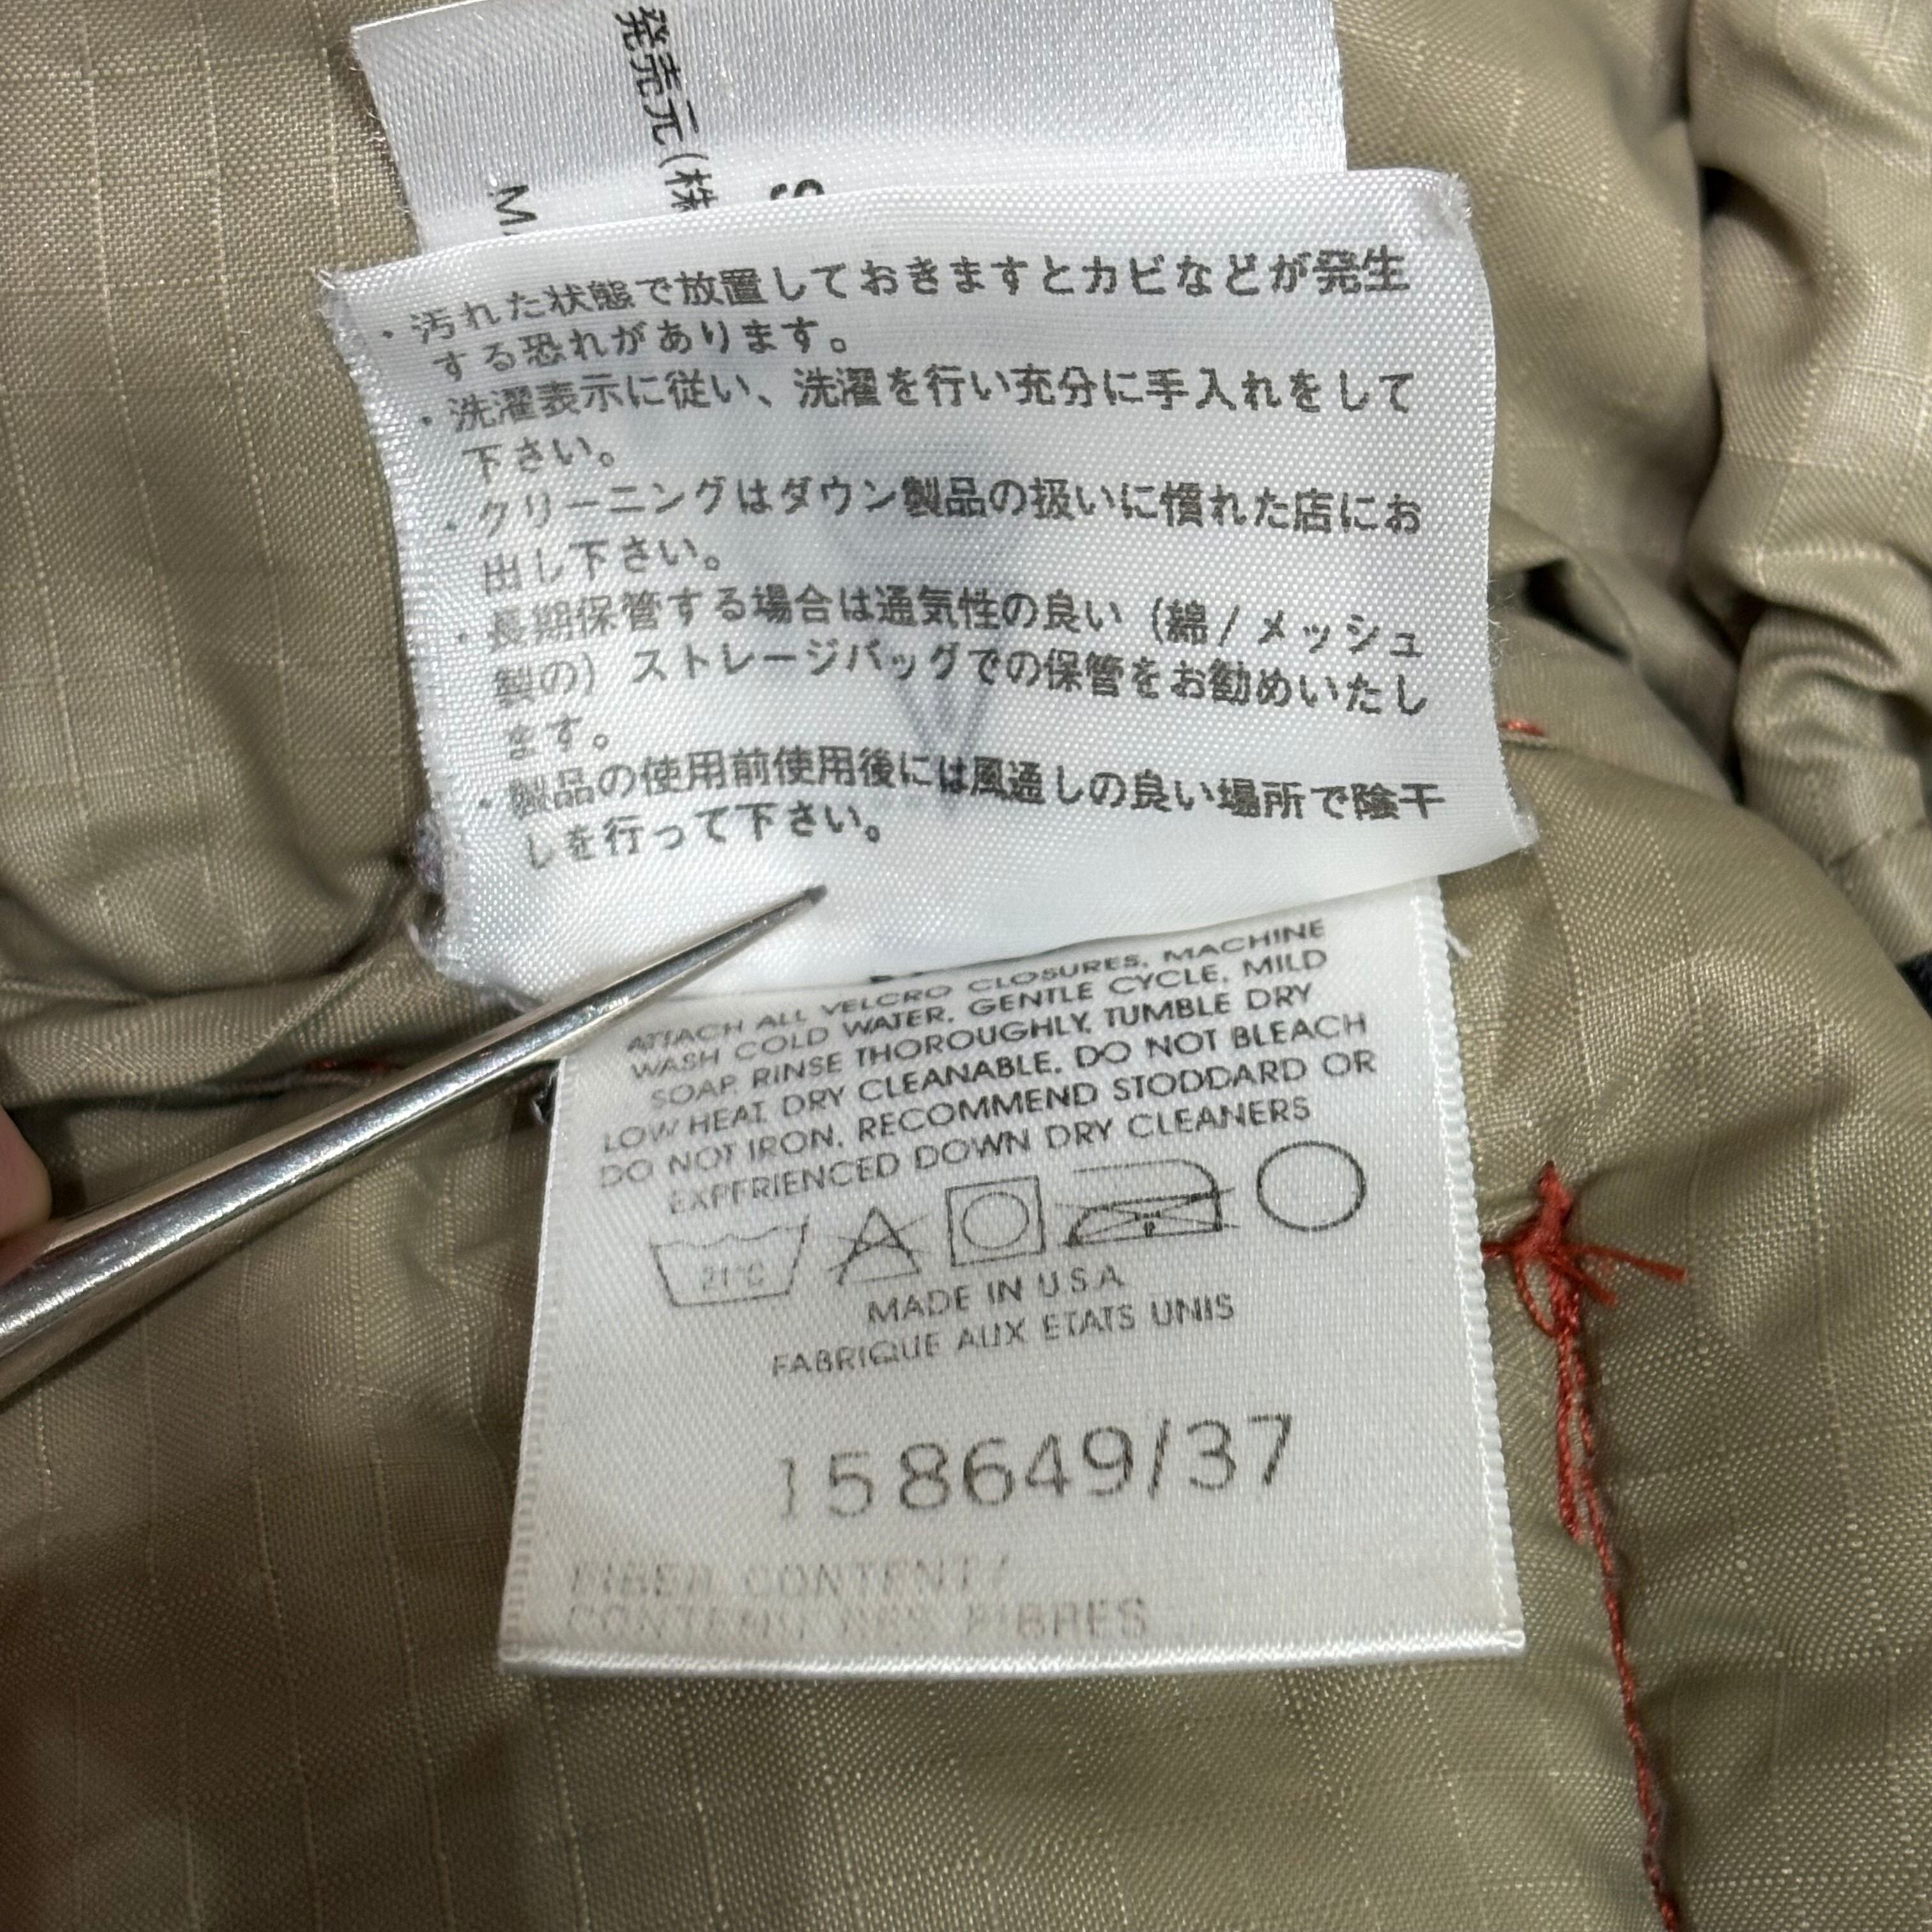 発売元(株
M
S
・汚れた状態で放置しておきますとカビなどが発生
する恐れがあります。
・洗濯表示に従い、洗濯を行い充分に手入れをして
下さい。
・クリーニングはダウン製品の扱いに慣れた店にお
出し下さい。
・長期保管する場合は通気性の良い(綿/メッシュ
製の)ストレージバッグでの保管をお勧めいたし
ます。
・製品の使用前使用後には風通しの良い場所で陰干
しを行って下さい。
ATTACH ALL VELCRO CLOSURES. MACHINE
WASH COLD WATER. GENTLE CYCLE. MILD
SOAP. RINSE THOROUGHLY. TUMBLE DRY
LOW HEAT. DRY CLEANABLE. DO NOT BLEACH
DO NOT IRON. RECOMMEND STODDARD OR
EXPERIENCED DOWN DRY CLEANERS
21°C
MADE IN U.S.A
FABRIQUE AUX ETATS UNIS
158649/37
FIBER CONTENT/
CONTENU DES FIBRES